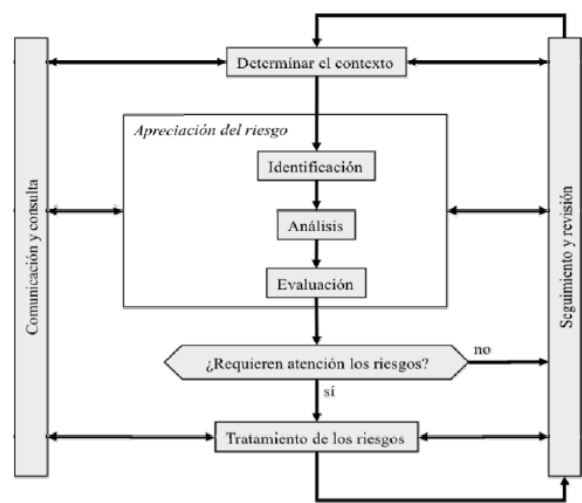 Determinar el contexto
Apreciación del riesgo
Identificación
Análisis
Evaluación
¿Requieren atención los riesgos?
no
sí
Tratamiento de los riesgos
Comunicación y consulta
Seguimiento y revisión